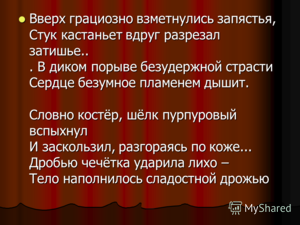 Вверх грациозно взметнулись запястья,
Стук кастаньет вдруг разрезал
затишье..
. В диком порыве безудержной страсти
Сердце безумное пламенем дышит.
Словно костёр, шёлк пурпуровый
вспыхнул
И заскользил, разгораясь по коже...
Дробью чечётка ударила лихо –
Тело наполнилось сладостной дрожью
MyShared